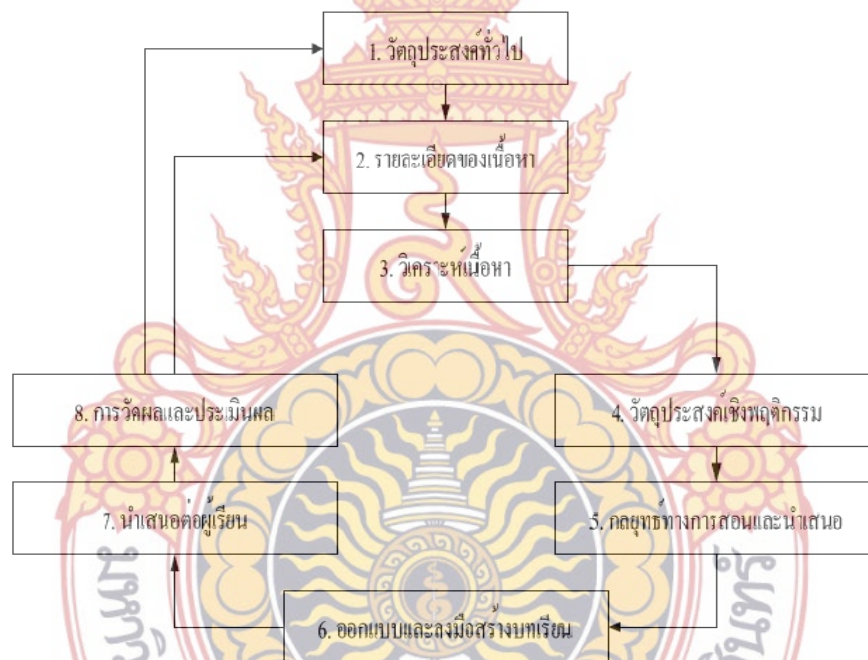 1. วัตถุประสงค์ทั่วไป
2. รายละเอียดของเนื้อหา
3. วิเคราะห์เนื้อหา
4. วัตถุประสงค์เชิงพฤติกรรม
5. กลยุทธ์ทางการสอนและนำเสนอ
6. ออกแบบและลงมือสร้างบทเรียน
7. นำเสนอต่อผู้เรียน
8. การวัดผลและประเมินผล